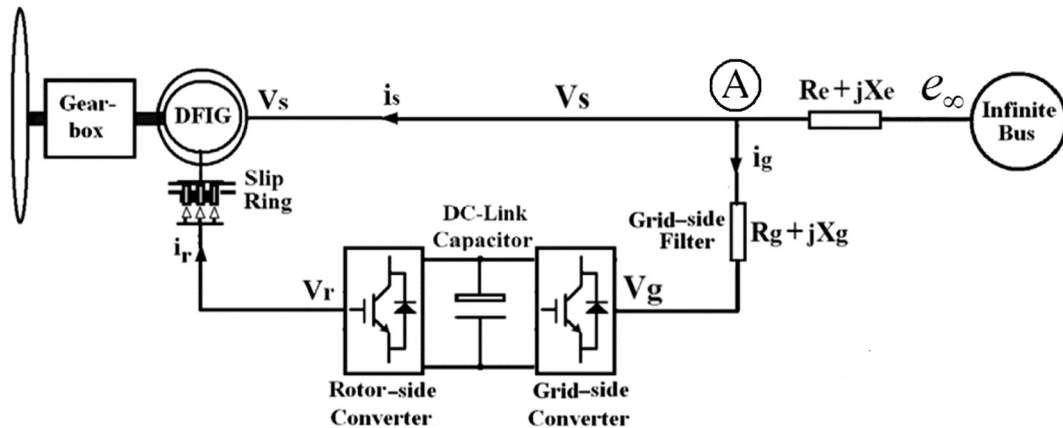 Gear-
box
DFIG
Vs
is
Vs
A
Re + jXe
e∞
Infinite
Bus
Slip
Ring
ir
ig
DC-Link
Capacitor
Grid-side
Filter
Rg + jXg
Vr
Vg
Rotor-side
Converter
Grid-side
Converter